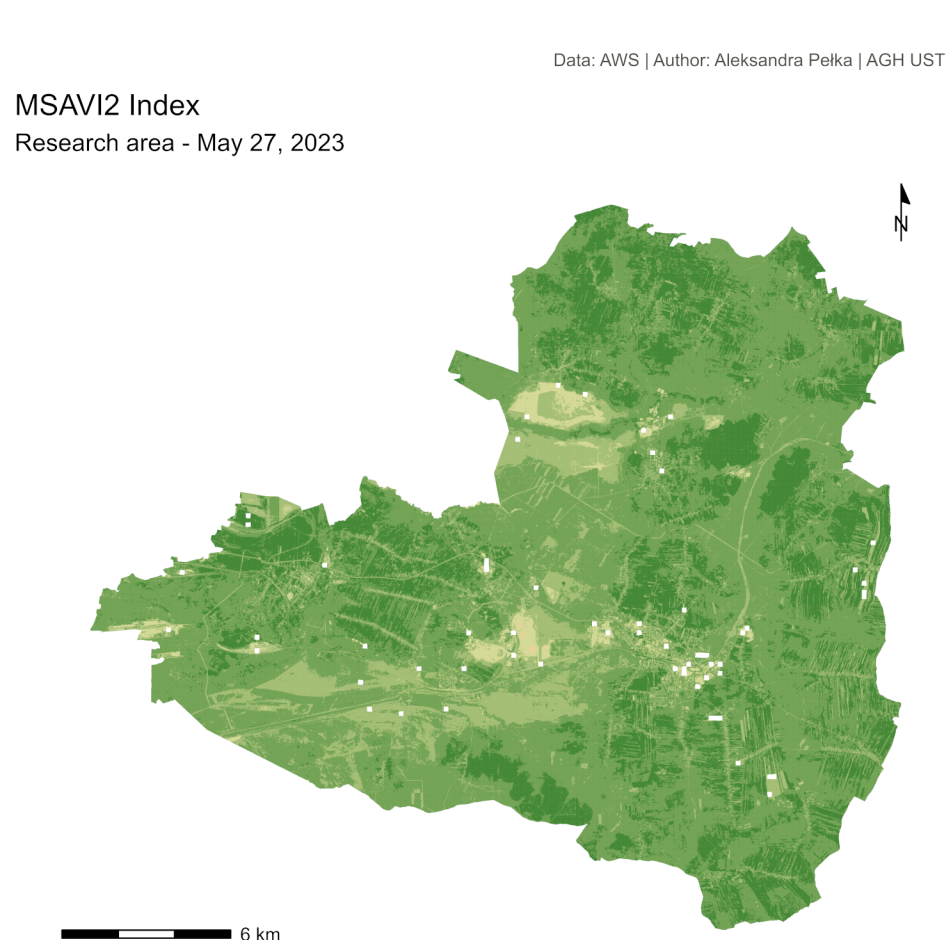 Data: AWS | Author: Aleksandra Pełka | AGH UST
MSAVI2 Index
Research area - May 27, 2023
N
6 km